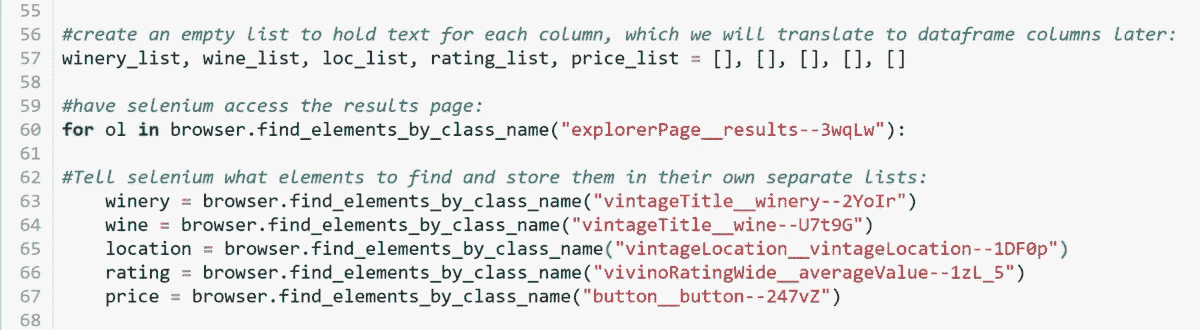 55
56 #create an empty list to hold text for each column, which we will translate to dataframe columns later:
57 winery_list, wine_list, loc_list, rating_list, price_list = [], [], [], [], []
58
59 #have selenium access the results page:
60 for ol in browser.find_elements_by_class_name("explorerPage__results--3wqLw"):
61
62 #Tell selenium what elements to find and store them in their own separate lists:
63     winery = browser.find_elements_by_class_name("vintageTitle__winery--2YoIr")
64     wine = browser.find_elements_by_class_name("vintageTitle__wine--U7t9G")
65     location = browser.find_elements_by_class_name("vintageLocation__vintageLocation--1DF0p")
66     rating = browser.find_elements_by_class_name("vivinoRatingWide__averageValue--1zL_5")
67     price = browser.find_elements_by_class_name("button__button--247vZ")
68